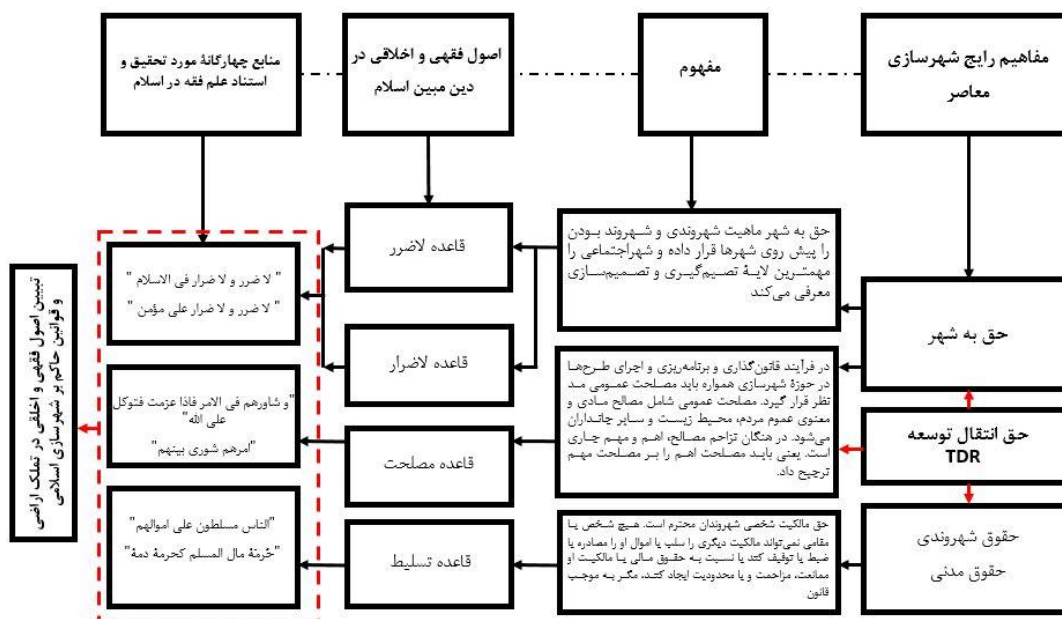 مفاهیم رایج شهرسازی
معاصر
مفهوم
اصول فقهی و اخلاقی در
دین مبین اسلام
منابع چهارگانۀ مورد تحقیق و
استناد علم فقه در اسلام
حق به شهر
حق انتقال توسعه
TDR
حقوق شهروندی
حقوق مدنی
حق به شهر ماهیت شهروندی و شهروند بودن
را پیش روی شهرها قرار داده و شهراجتماعی را
مهمترین لایۀ تصیم‌گیری و تصمیم‌سازی
معرفی می‌کند
در فرآیند قانون‌گذاری و برنامه‌ریزی و اجرای طرح‌ها
در حوزۀ شهرسازی همواره باید مصلحت عمومی مد
نظر قرار گیرد. مصلحت عمومی شامل مصالح مادی و
معنوی عموم مردم، محیط زیست و سایر جانداران
می‌شود. در هنگان تزاحم مصالح، اهم و مهم جاری
است. یعنی باید مصلحت اهم را بر مصلحت مهم
ترجیح داد.
حق مالکیت شخصی شهروندان محترم است. هیچ شخص یا
مقامی نمی‌تواند مالکیت دیگری را سلب یا اموال او را مصادره یا
ضبط یا توقیف کند یا نسبت به حقوق مالی یا مالکیت او
ممانعت، مزاحمت و یا محدودیت ایجاد کند، مگر به موجب
قانون
قاعده لاضرر
قاعده لاضرار
قاعده مصلحت
قاعده تسلیط
" لا ضرر و لا ضرار فی الاسلام
" لا ضرر و لا ضرار علی مؤمن "
"و شاورهم فی الامر فاذا عزمت فتوکل
علی الله"
"امرهم شوری بینهم
"الناس مسلطون علی اموالهم"
"حُرمَة مال المسلم کحرمة دمة"
تبیین اصول فقهی و اخلقی در تملک اراضی
و قوانین حاکم بر شهرسازی اسلامی